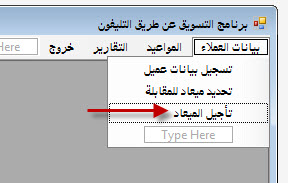 برنامج التسويق عن طريق التليفون
بيانات العملاء المواعيد التقارير خروج Type Here
تسجيل بيانات عميل
تحديد ميعاد للمقابلة
تأجيل الميعاد
Type Here